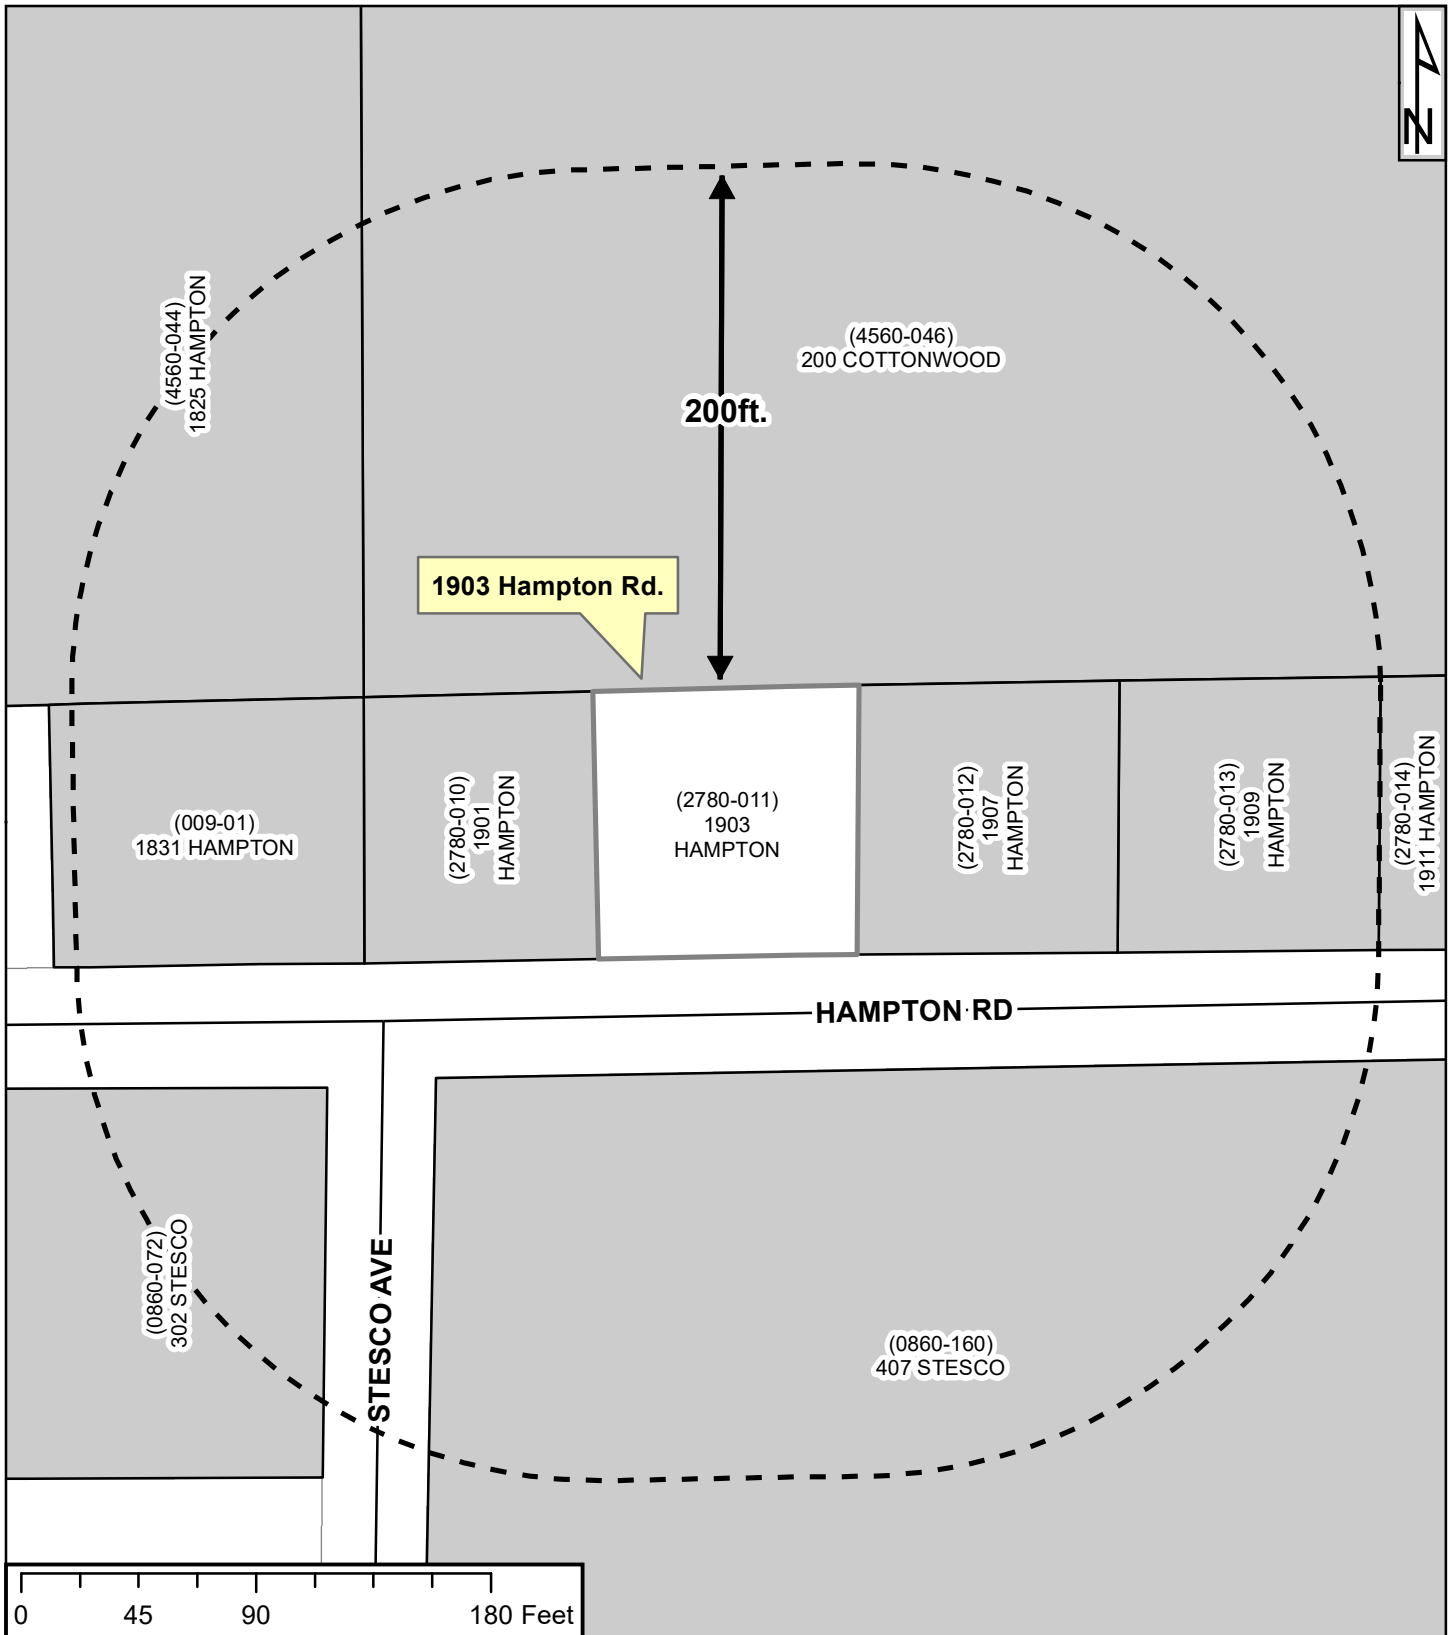 N
(4560-044)
1825 HAMPTON
(4560-046)
200 COTTONWOOD
200ft.
1903 Hampton Rd.
(009-01)
1831 HAMPTON
(2780-010)
1901
HAMPTON
(2780-011)
1903
HAMPTON
(2780-012)
1907
HAMPTON
(2780-013)
1909
HAMPTON
(2780-014)
1911 HAMPTON
HAMPTON RD
(0860-072)
302 STESCO
STESCO AVE
(0860-160)
407 STESCO
0 45 90 180 Feet